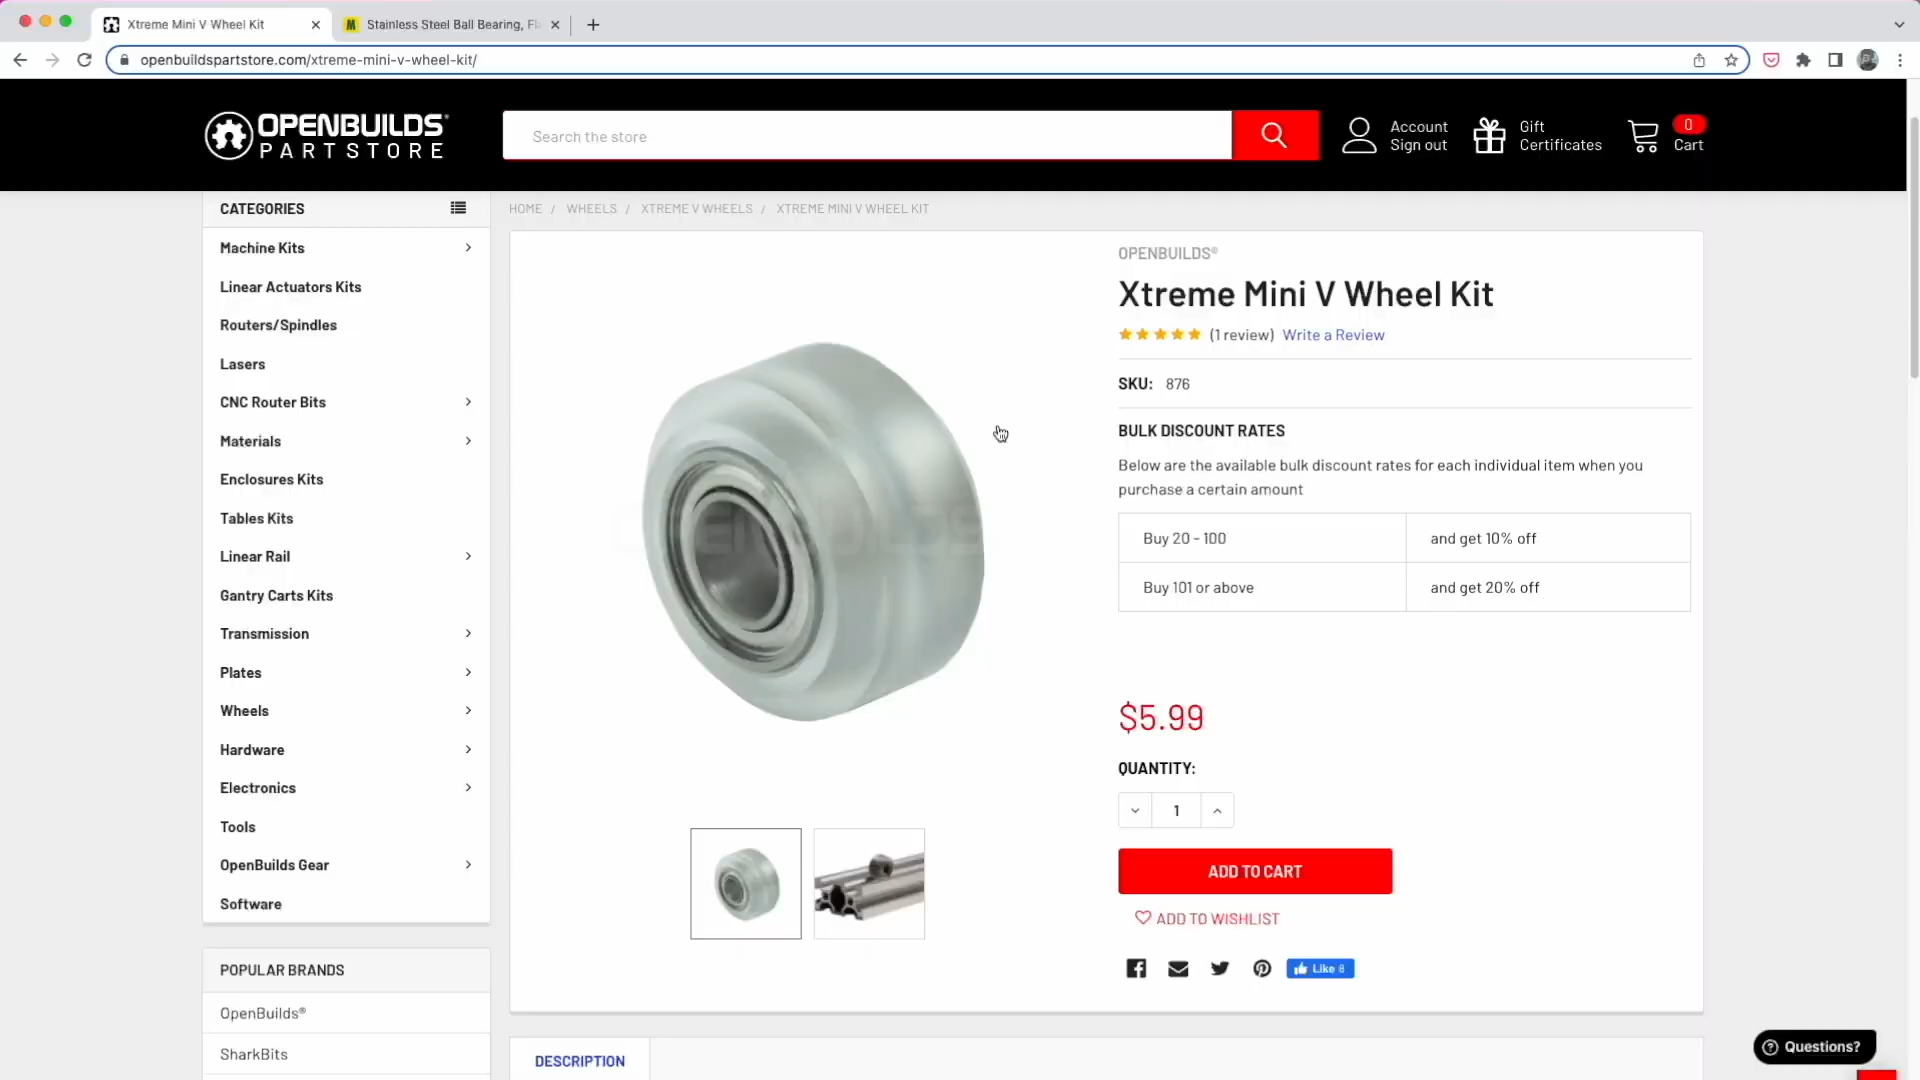 Xtreme Mini V Wheel Kit
Stainless Steel Ball Bearing, Fl
openbuildspartstore.com/xtreme-mini-v-wheel-kit/
OPENBUILDS®
PART STORE
Search the store
Account
Sign out
Gift
Certificates
0
Cart
CATEGORIES
Machine Kits
Linear Actuators Kits
Routers/Spindles
Lasers
CNC Router Bits
Materials
Enclosures Kits
Tables Kits
Linear Rail
Gantry Carts Kits
Transmission
Plates
Wheels
Hardware
Electronics
Tools
OpenBuilds Gear
Software
POPULAR BRANDS
OpenBuilds®
SharkBits
HOME / WHEELS / XTREME V WHEELS / XTREME MINI V WHEEL KIT
OPENBUILDS
OPENBUILDS®
Xtreme Mini V Wheel Kit
(1 review) Write a Review
SKU: 876
BULK DISCOUNT RATES
Below are the available bulk discount rates for each individual item when you
purchase a certain amount
Buy 20 - 100 and get 10% off
Buy 101 or above and get 20% off
$5.99
QUANTITY:
1
ADD TO CART
ADD TO WISHLIST
Like 8
DESCRIPTION
Questions?